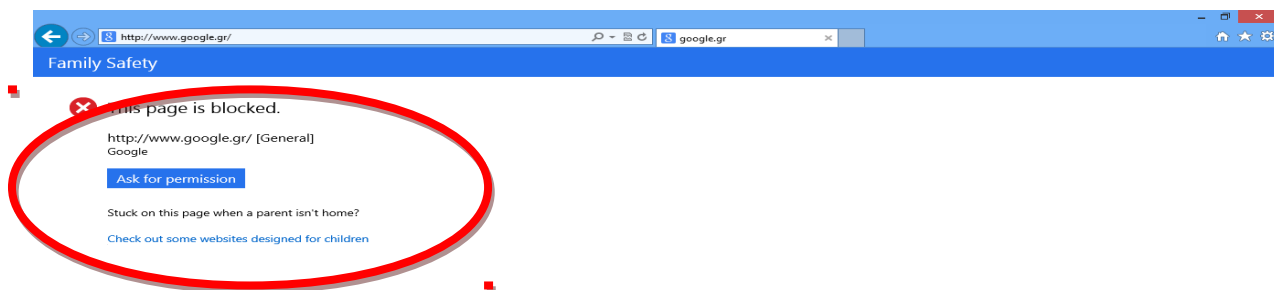 http://www.google.gr/
google.gr
Family Safety
This page is blocked.
http://www.google.gr/ [General]
Google
Ask for permission
Stuck on this page when a parent isn't home?
Check out some websites designed for children